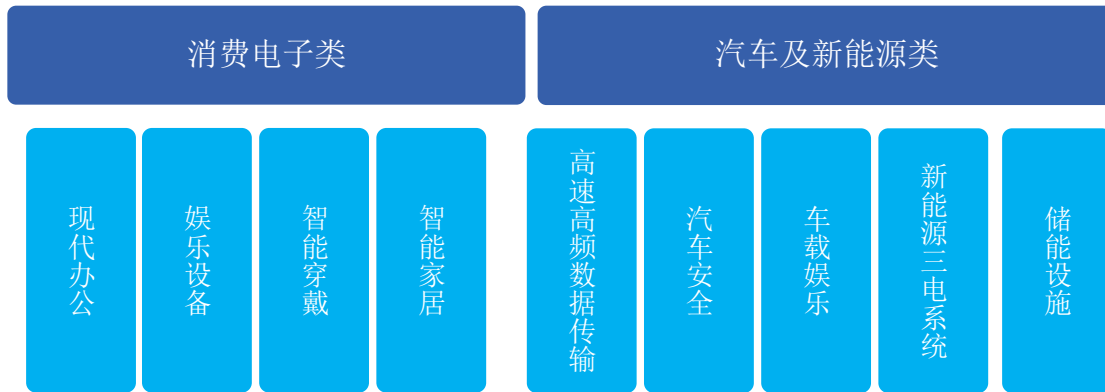 消费电子类
汽车及新能源类
现代办公
娱乐设备
智能穿戴
智能家居
高速高频数据传输
汽车安全
车载娱乐
新能源三电系统
储能设施